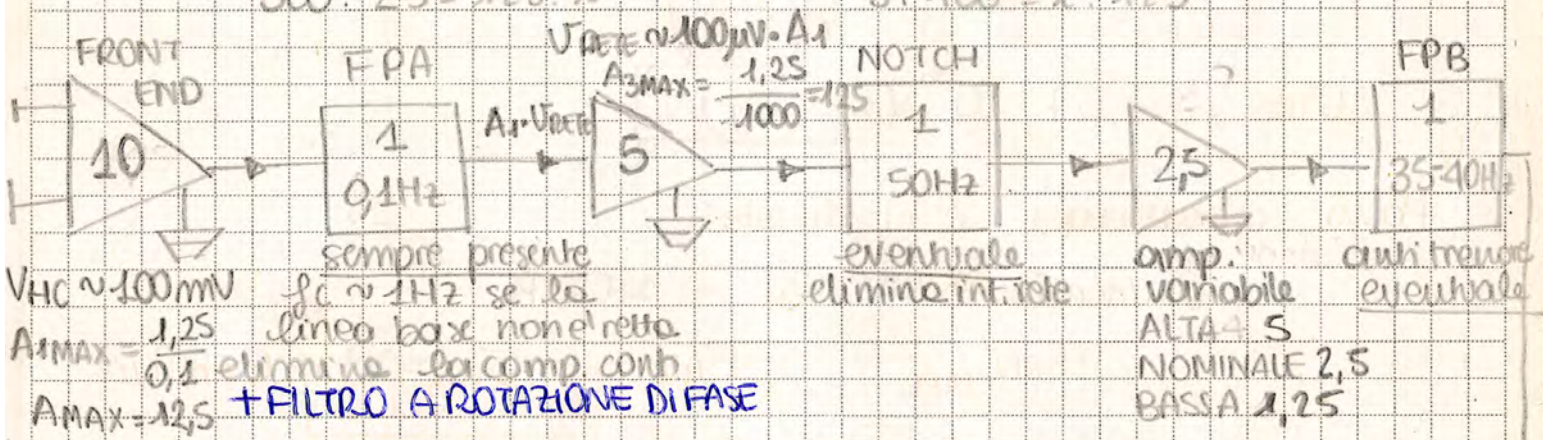 FRONT
END
10
FPA
1
0,1Hz
A1·VRETE
VRETE ~ 100μV·A1
A3MAX = 1,25
1000
=125
5
NOTCH
1
50Hz
2,5
FPB
1
35-40Hz
VHC ~ 100mV
A1MAX = 1,25
0,1
AMAX = 12,5
sempre presente
fc ~ 1Hz se la
linea base non e' retta
elimina la comp. cont
+ FILTRO A ROTAZIONE DI FASE
eventuale
elimina int. rete
amp.
variabile
ALTA 5
NOMINALE 2,5
BASSA 1,25
anti tremore
eventuale